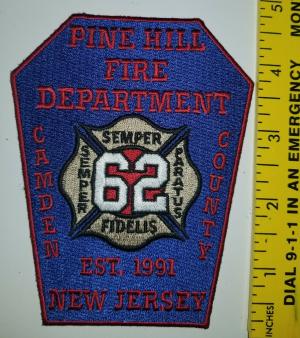 PINE HILL
FIRE
DEPARTMENT
CAMDEN
COUNTY
SEMPER
SEMPER
PARATUS
62
FIDELIS
EST. 1991
NEW JERSEY
INCHES 1 2 3 4 5
DIAL 9-1-1 IN AN EMERGENCY MON